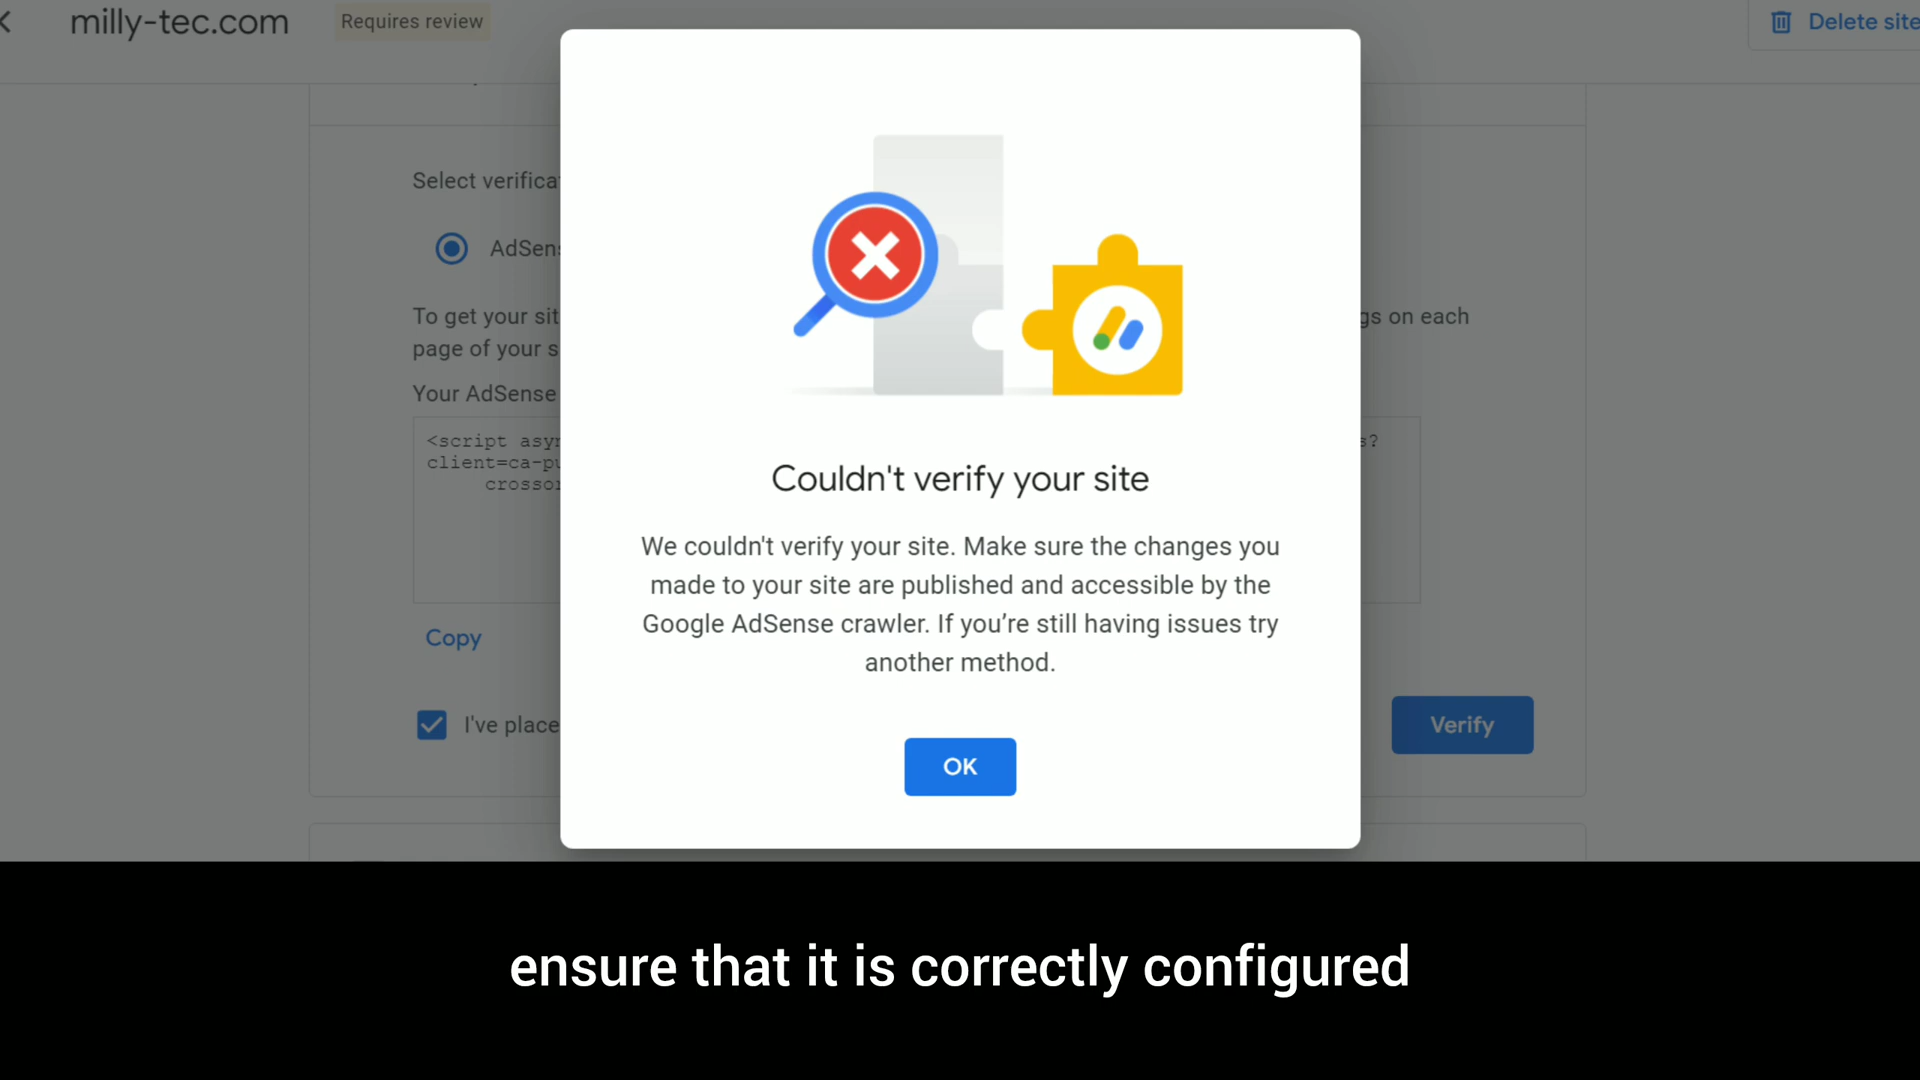 milly-tec.com
Requires review
Delete site
Select verifica
AdSens
To get your sit
gs on each
page of your s
Your AdSense
<script asyn
s?
client=ca-pu
crossor
Copy
I've place
Verify
Couldn't verify your site
We couldn't verify your site. Make sure the changes you
made to your site are published and accessible by the
Google AdSense crawler. If you’re still having issues try
another method.
OK
ensure that it is correctly configured